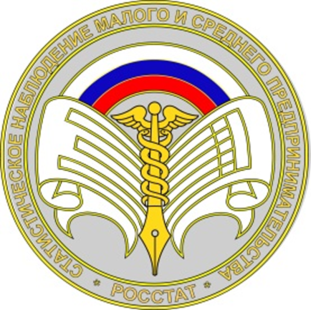 СТАТИСТИЧЕСКОЕ НАБЛЮДЕНИЕ МАЛОГО И СРЕДНЕГО ПРЕДПРИНИМАТЕЛЬСТВА
* РОССТАТ *